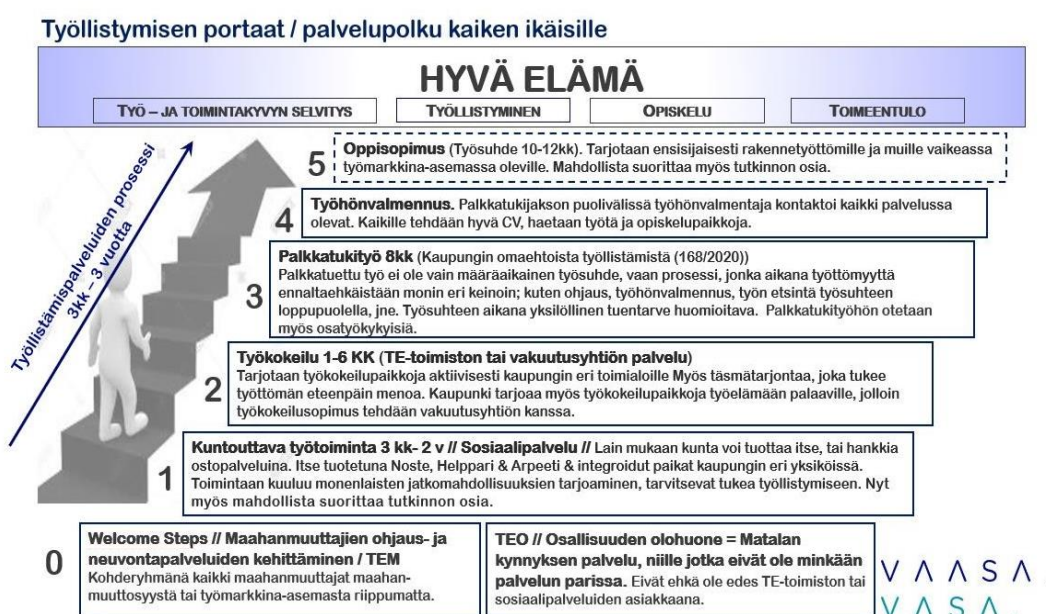 Työllistymisen portaat / palvelupolku kaiken ikäisille
HYVÄ ELÄMÄ
TYÖ – JA TOIMINTAKYVYN SELVITYS
TYÖLLISTYMINEN
OPISKELU
TOIMEENTULO
Työllistämispalveluiden prosessi
3kk – 3 vuotta
5
Oppisopimus (Työsuhde 10-12kk). Tarjotaan ensisijaisesti rakennetyöttömille ja muille vaikeassa
työmarkkina-asemassa oleville. Mahdollista suorittaa myös tutkinnon osia.
4
Työhönvalmennus. Palkkatukijakson puolivälissä työhönvalmentaja kontaktoi kaikki palvelussa
olevat. Kaikille tehdään hyvä CV, haetaan työtä ja opiskelupaikkoja.
3
Palkkatukityö 8kk (Kaupungin omaehtoista työllistämistä (168/2020))
Palkkatuettu työ ei ole vain määräaikainen työsuhde, vaan prosessi, jonka aikana työttömyyttä
ennaltaehkäistään monin eri keinoin; kuten ohjaus, työhönvalmennus, työn etsintä työsuhteen
loppupuolella, jne. Työsuhteen aikana yksilöllinen tuentarve huomioitava. Palkkatukityöhön otetaan
myös osatyökykyisiä.
2
Työkokeilu 1-6 KK (TE-toimiston tai vakuutusyhtiön palvelu)
Tarjotaan työkokeilupaikkoja aktiivisesti kaupungin eri toimialoille Myös täsmätarjontaa, joka tukee
työttömän eteenpäin menoa. Kaupunki tarjoaa myös työkokeilupaikkoja työelämään palaaville, jolloin
työkokeilusopimus tehdään vakuutusyhtiön kanssa.
1
Kuntouttava työtoiminta 3 kk- 2 v // Sosiaalipalvelu // Lain mukaan kunta voi tuottaa itse, tai hankkia
ostopalveluina. Itse tuotetuna Noste, Helppari & Arpeeti & integroidut paikat kaupungin eri yksiköissä.
Toimintaan kuuluu monenlaisten jatkomahdollisuuksien tarjoaminen, tarvitsevat tukea työllistymiseen. Nyt
myös mahdollista suorittaa tutkinnon osia.
0
Welcome Steps // Maahanmuuttajien ohjaus- ja
neuvontapalveluiden kehittäminen / TEM
Kohderyhmänä kaikki maahanmuuttajat maahan-
muuttosyystä tai työmarkkina-asemasta riippumatta.
TEO // Osallisuuden olohuone = Matalan
kynnyksen palvelu, niille jotka eivät ole minkään
palvelun parissa. Eivät ehkä ole edes TE-toimiston tai
sosiaalipalveluiden asiakkaana.
VAASA
VASA